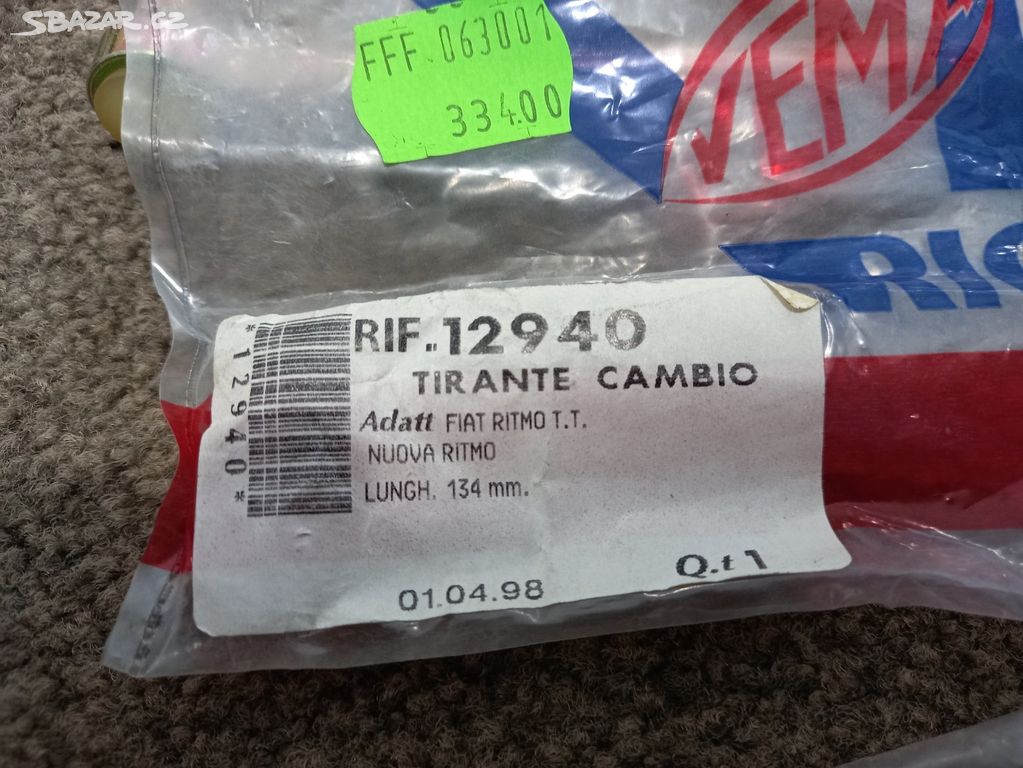 SBAZAR.CZ
FFF 063001
33400
VEMA
RIC
RIF. 12940
TIRANTE CAMBIO
Adatt FIAT RITMO T.T.
NUOVA RITMO
LUNGH. 134 mm.
01.04.98
Q.t 1
*12940*